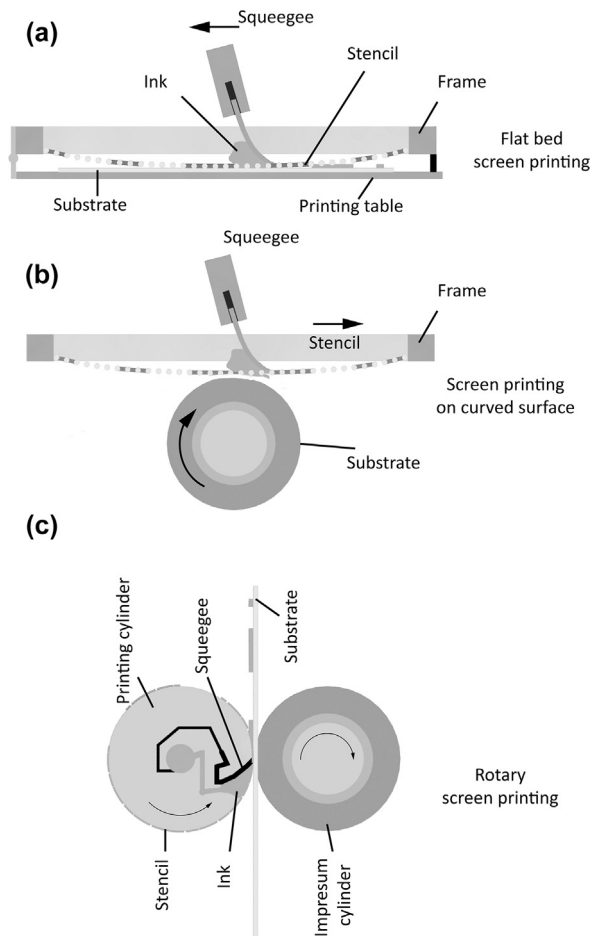 (a)
Squeegee
Ink
Stencil
Frame
Flat bed
screen printing
Substrate
Printing table
Squeegee
(b)
Frame
Stencil
Screen printing
on curved surface
Substrate
(c)
Printing cylinder
Squeegee
Substrate
Rotary
screen printing
Stencil
Ink
Impresum
cylinder